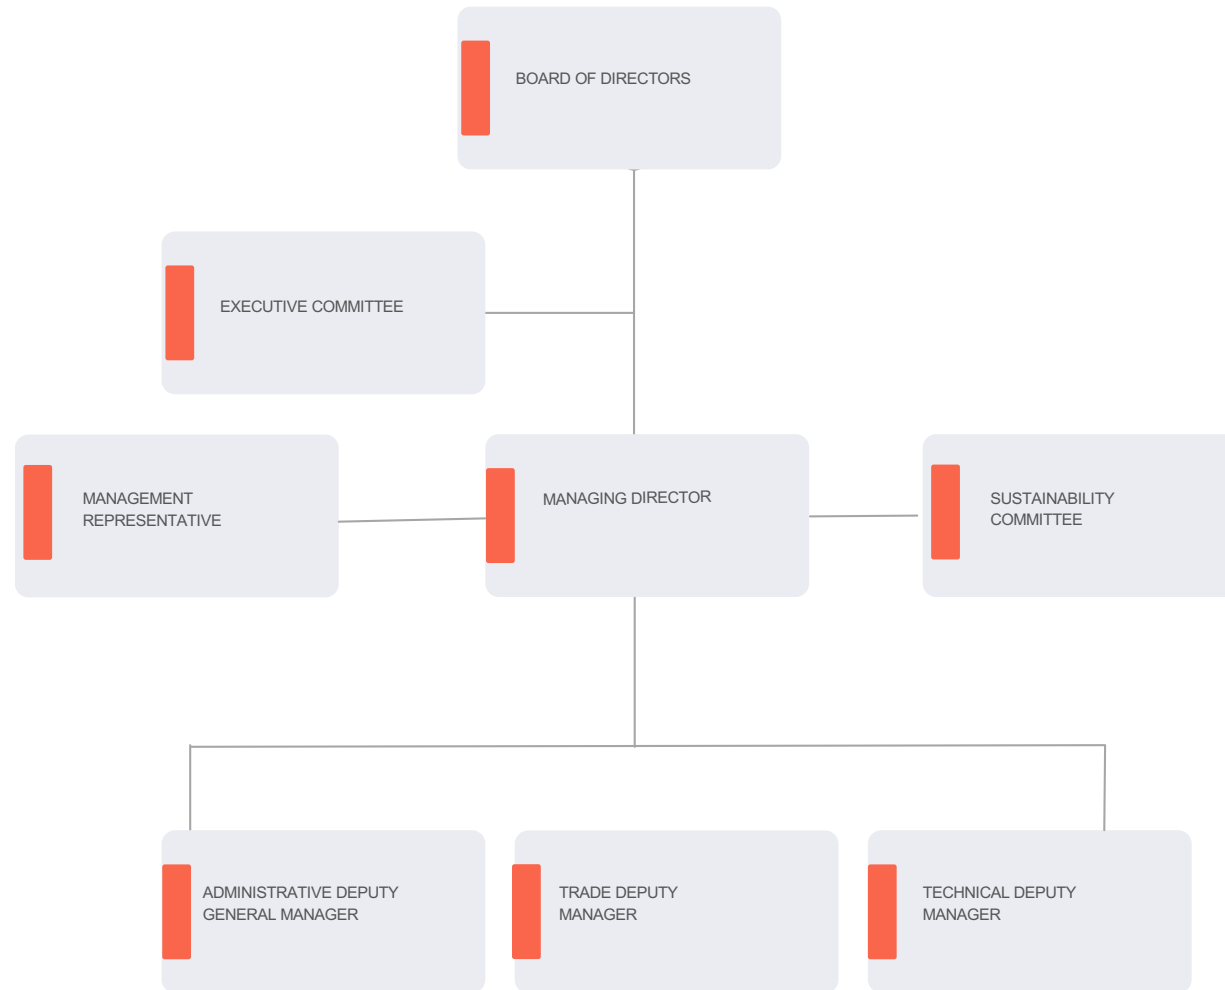 BOARD OF DIRECTORS
EXECUTIVE COMMITTEE
MANAGEMENT
REPRESENTATIVE
MANAGING DIRECTOR
SUSTAINABILITY
COMMITTEE
ADMINISTRATIVE DEPUTY
GENERAL MANAGER
TRADE DEPUTY
MANAGER
TECHNICAL DEPUTY
MANAGER